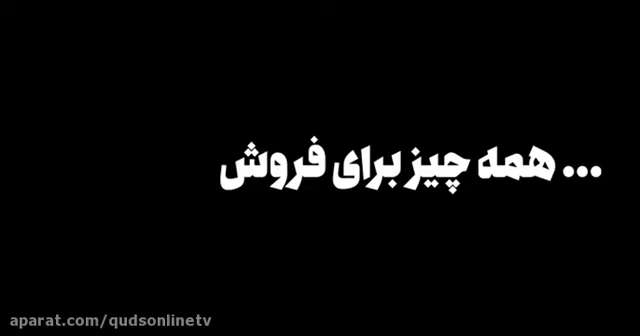 ... همه چیز برای فروش
aparat.com/qudsonlinetv